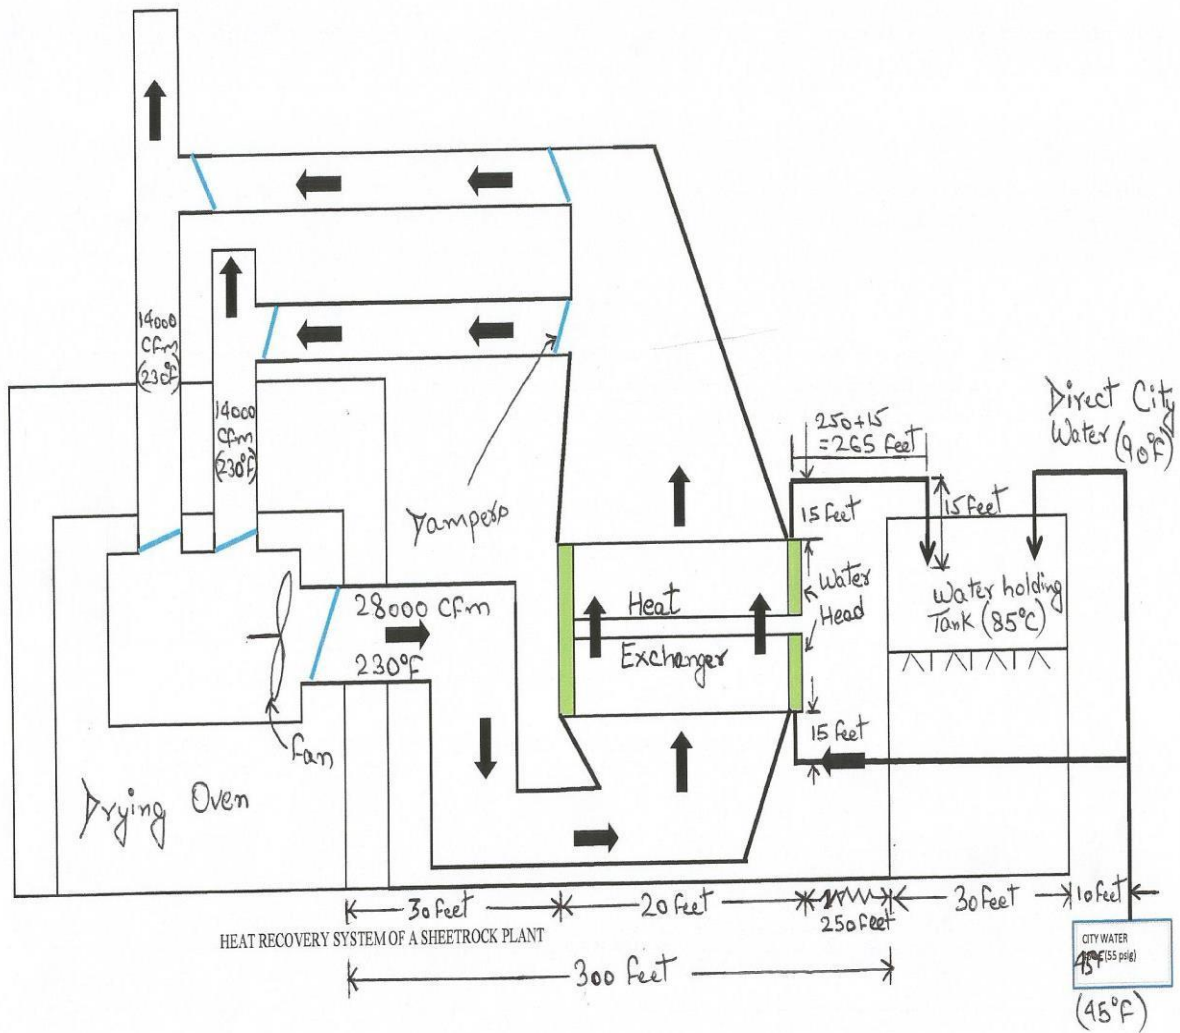 14000
cfm
(230°F)
14000
cfm
(230°F)
Dampers
28000 cfm
230°F
Fan
Drying Oven
Heat
Exchanger
Water
Head
250+15
=265 feet
15 feet
15 feet
15 feet
Direct City
Water (90°F)
Water holding
Tank (85°C)
30 feet
20 feet
250 feet
30 feet
10 feet
HEAT RECOVERY SYSTEM OF A SHEETROCK PLANT
300 feet
CITY WATER
45°F (55 psig)
(45°F)